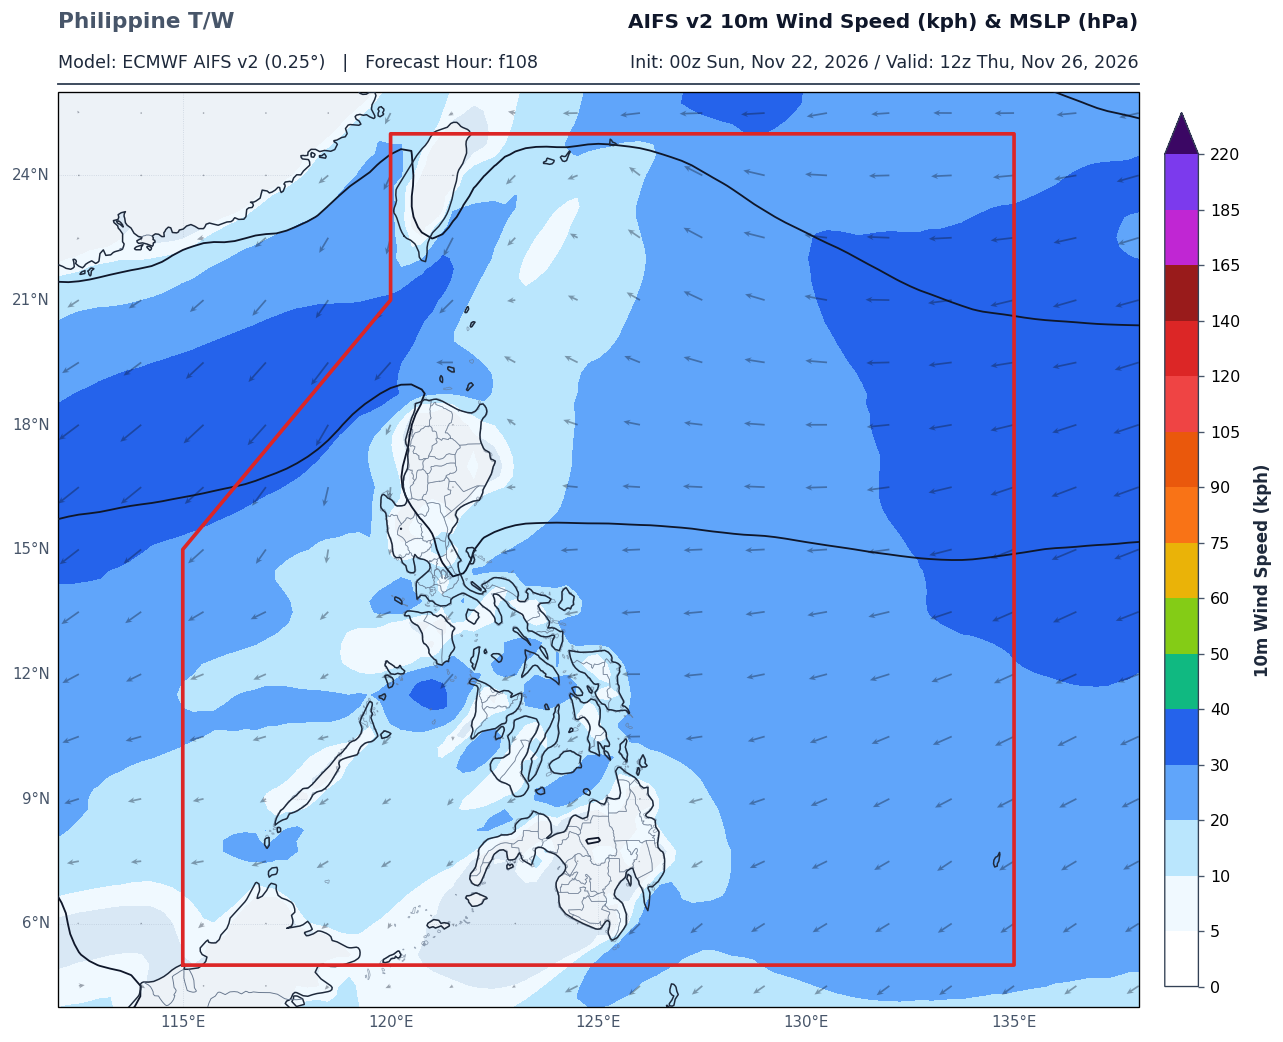 Philippine T/W
AIFS v2 10m Wind Speed (kph) & MSLP (hPa)
Model: ECMWF AIFS v2 (0.25°) | Forecast Hour: f108
Init: 00z Sun, Nov 22, 2026 / Valid: 12z Thu, Nov 26, 2026
24°N
21°N
18°N
15°N
12°N
9°N
6°N
115°E
120°E
125°E
130°E
135°E
220
185
165
140
120
105
90
75
60
50
40
30
20
10
5
0
10m Wind Speed (kph)